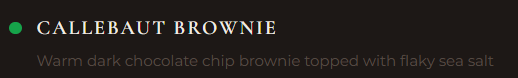 CALLEBAUT BROWNIE
Warm dark chocolate chip brownie topped with flaky sea salt